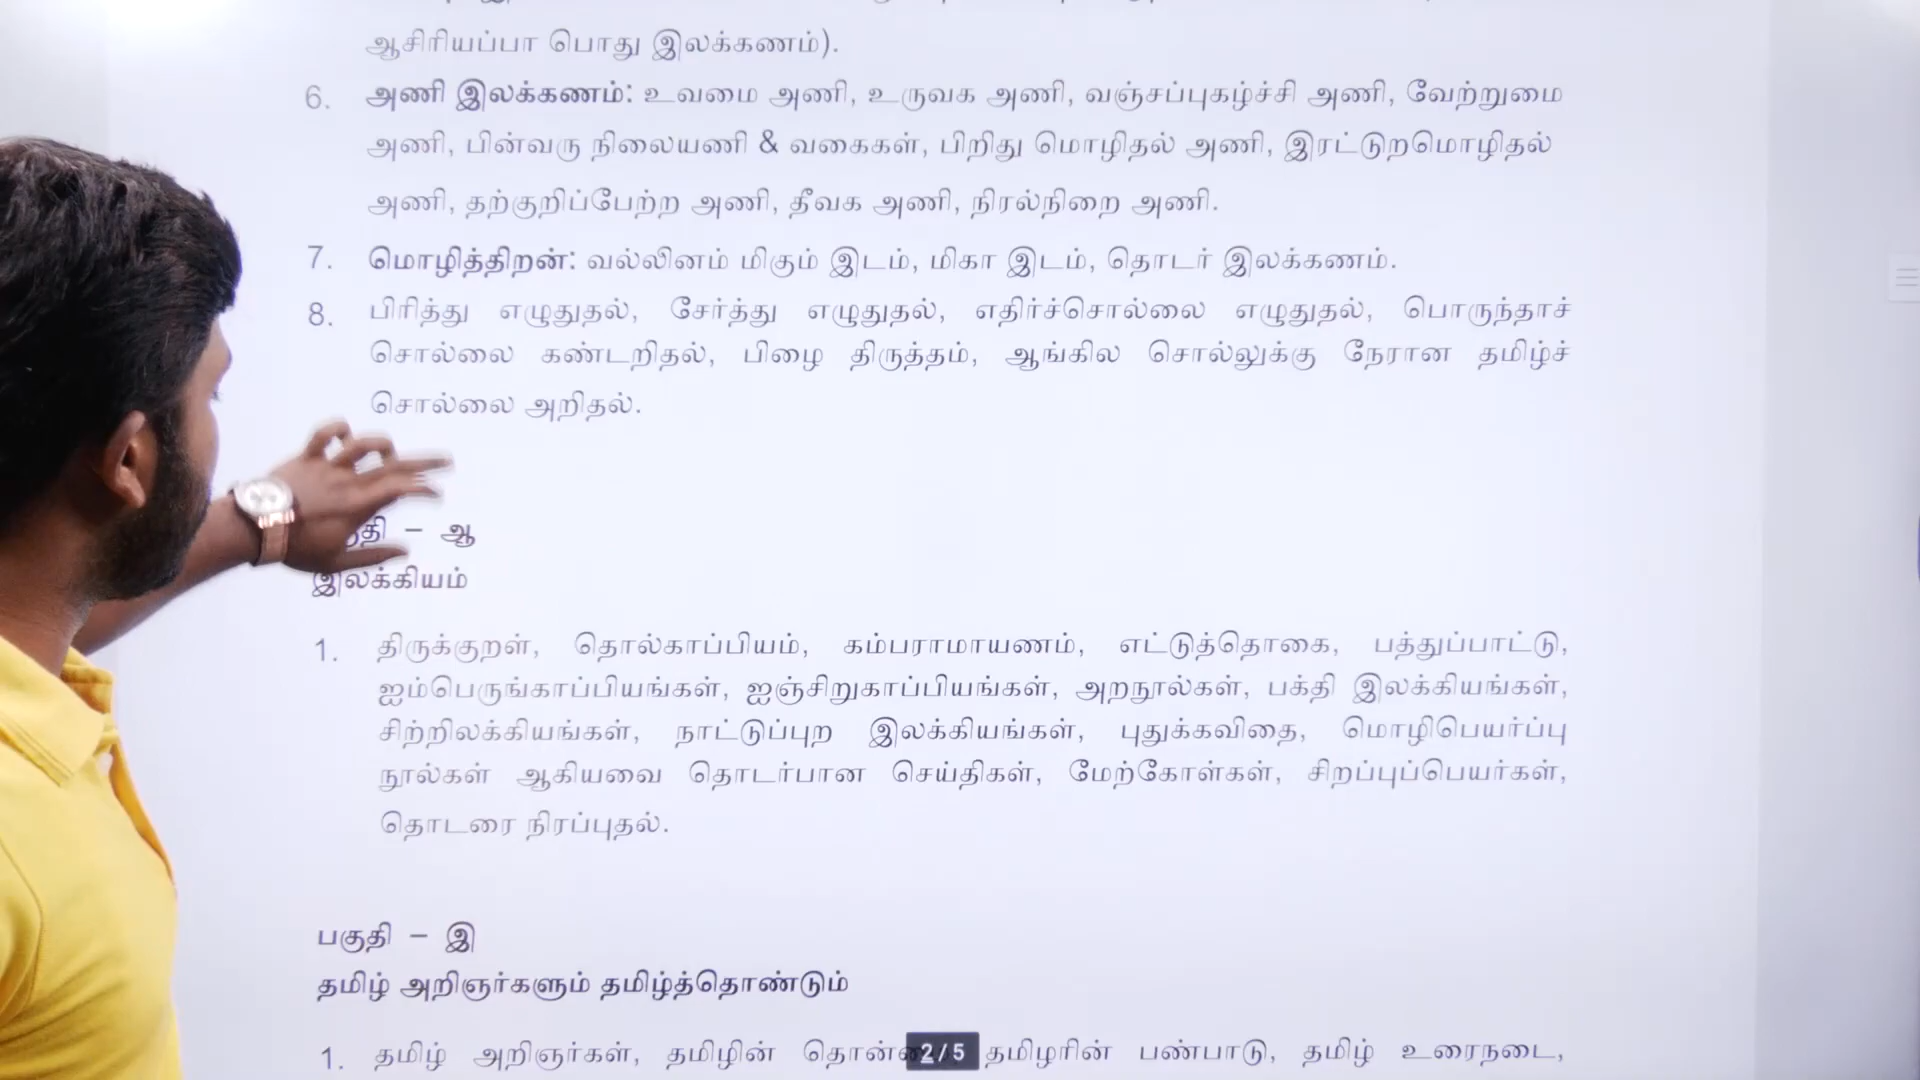 ஆசிரியப்பா பொது இலக்கணம்).
6. அணி இலக்கணம்: உவமை அணி, உருவக அணி, வஞ்சப்புகழ்ச்சி அணி, வேற்றுமை
அணி, பின்வரு நிலையணி & வகைகள், பிறிது மொழிதல் அணி, இரட்டுறமொழிதல்
அணி, தற்குறிப்பேற்ற அணி, தீவக அணி, நிரல்நிறை அணி.
7. மொழித்திறன்: வல்லினம் மிகும் இடம், மிகா இடம், தொடர் இலக்கணம்.
8. பிரித்து எழுதுதல், சேர்த்து எழுதுதல், எதிர்ச்சொல்லை எழுதுதல், பொருந்தாச்
சொல்லை கண்டறிதல், பிழை திருத்தம், ஆங்கில சொல்லுக்கு நேரான தமிழ்ச்
சொல்லை அறிதல்.
– ஆ
இலக்கியம்
1. திருக்குறள், தொல்காப்பியம், கம்பராமாயணம், எட்டுத்தொகை, பத்துப்பாட்டு,
ஐம்பெருங்காப்பியங்கள், ஐஞ்சிறுகாப்பியங்கள், அறநூல்கள், பக்தி இலக்கியங்கள்,
சிற்றிலக்கியங்கள், நாட்டுப்புற இலக்கியங்கள், புதுக்கவிதை, மொழிபெயர்ப்பு
நூல்கள் ஆகியவை தொடர்பான செய்திகள், மேற்கோள்கள், சிறப்புப்பெயர்கள்,
தொடரை நிரப்புதல்.
பகுதி – இ
தமிழ் அறிஞர்களும் தமிழ்த்தொண்டும்
1. தமிழ் அறிஞர்கள், தமிழின் தமிழரின் பண்பாடு, தமிழ் உரைநடை,
2/5